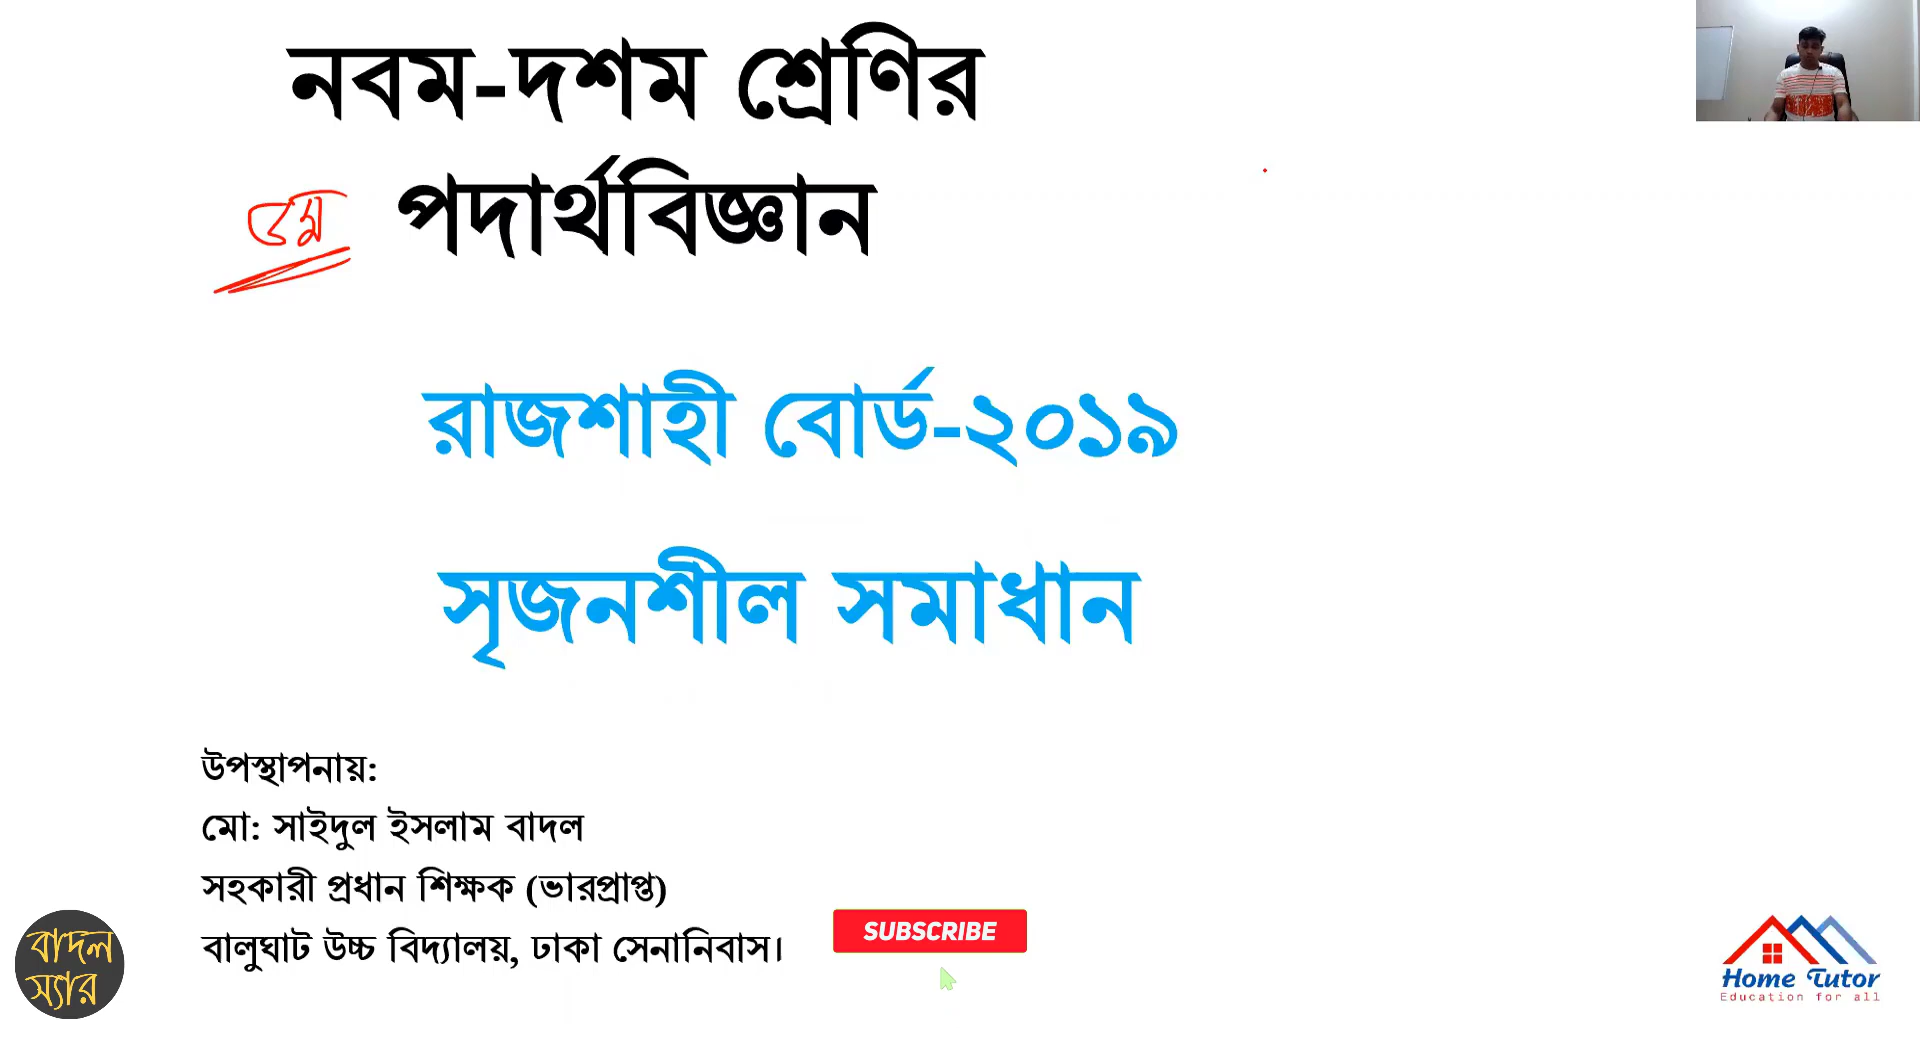 নবম-দশম শ্রেণির
পদার্থবিজ্ঞান
রাজশাহী বোর্ড-২০১৯
সৃজনশীল সমাধান
উপস্থাপনায়:
মো: সাইদুল ইসলাম বাদল
সহকারী প্রধান শিক্ষক (ভারপ্রাপ্ত)
বালুঘাট উচ্চ বিদ্যালয়, ঢাকা সেনানিবাস।
বাদল
স্যার
SUBSCRIBE
Home Tutor
Education for all